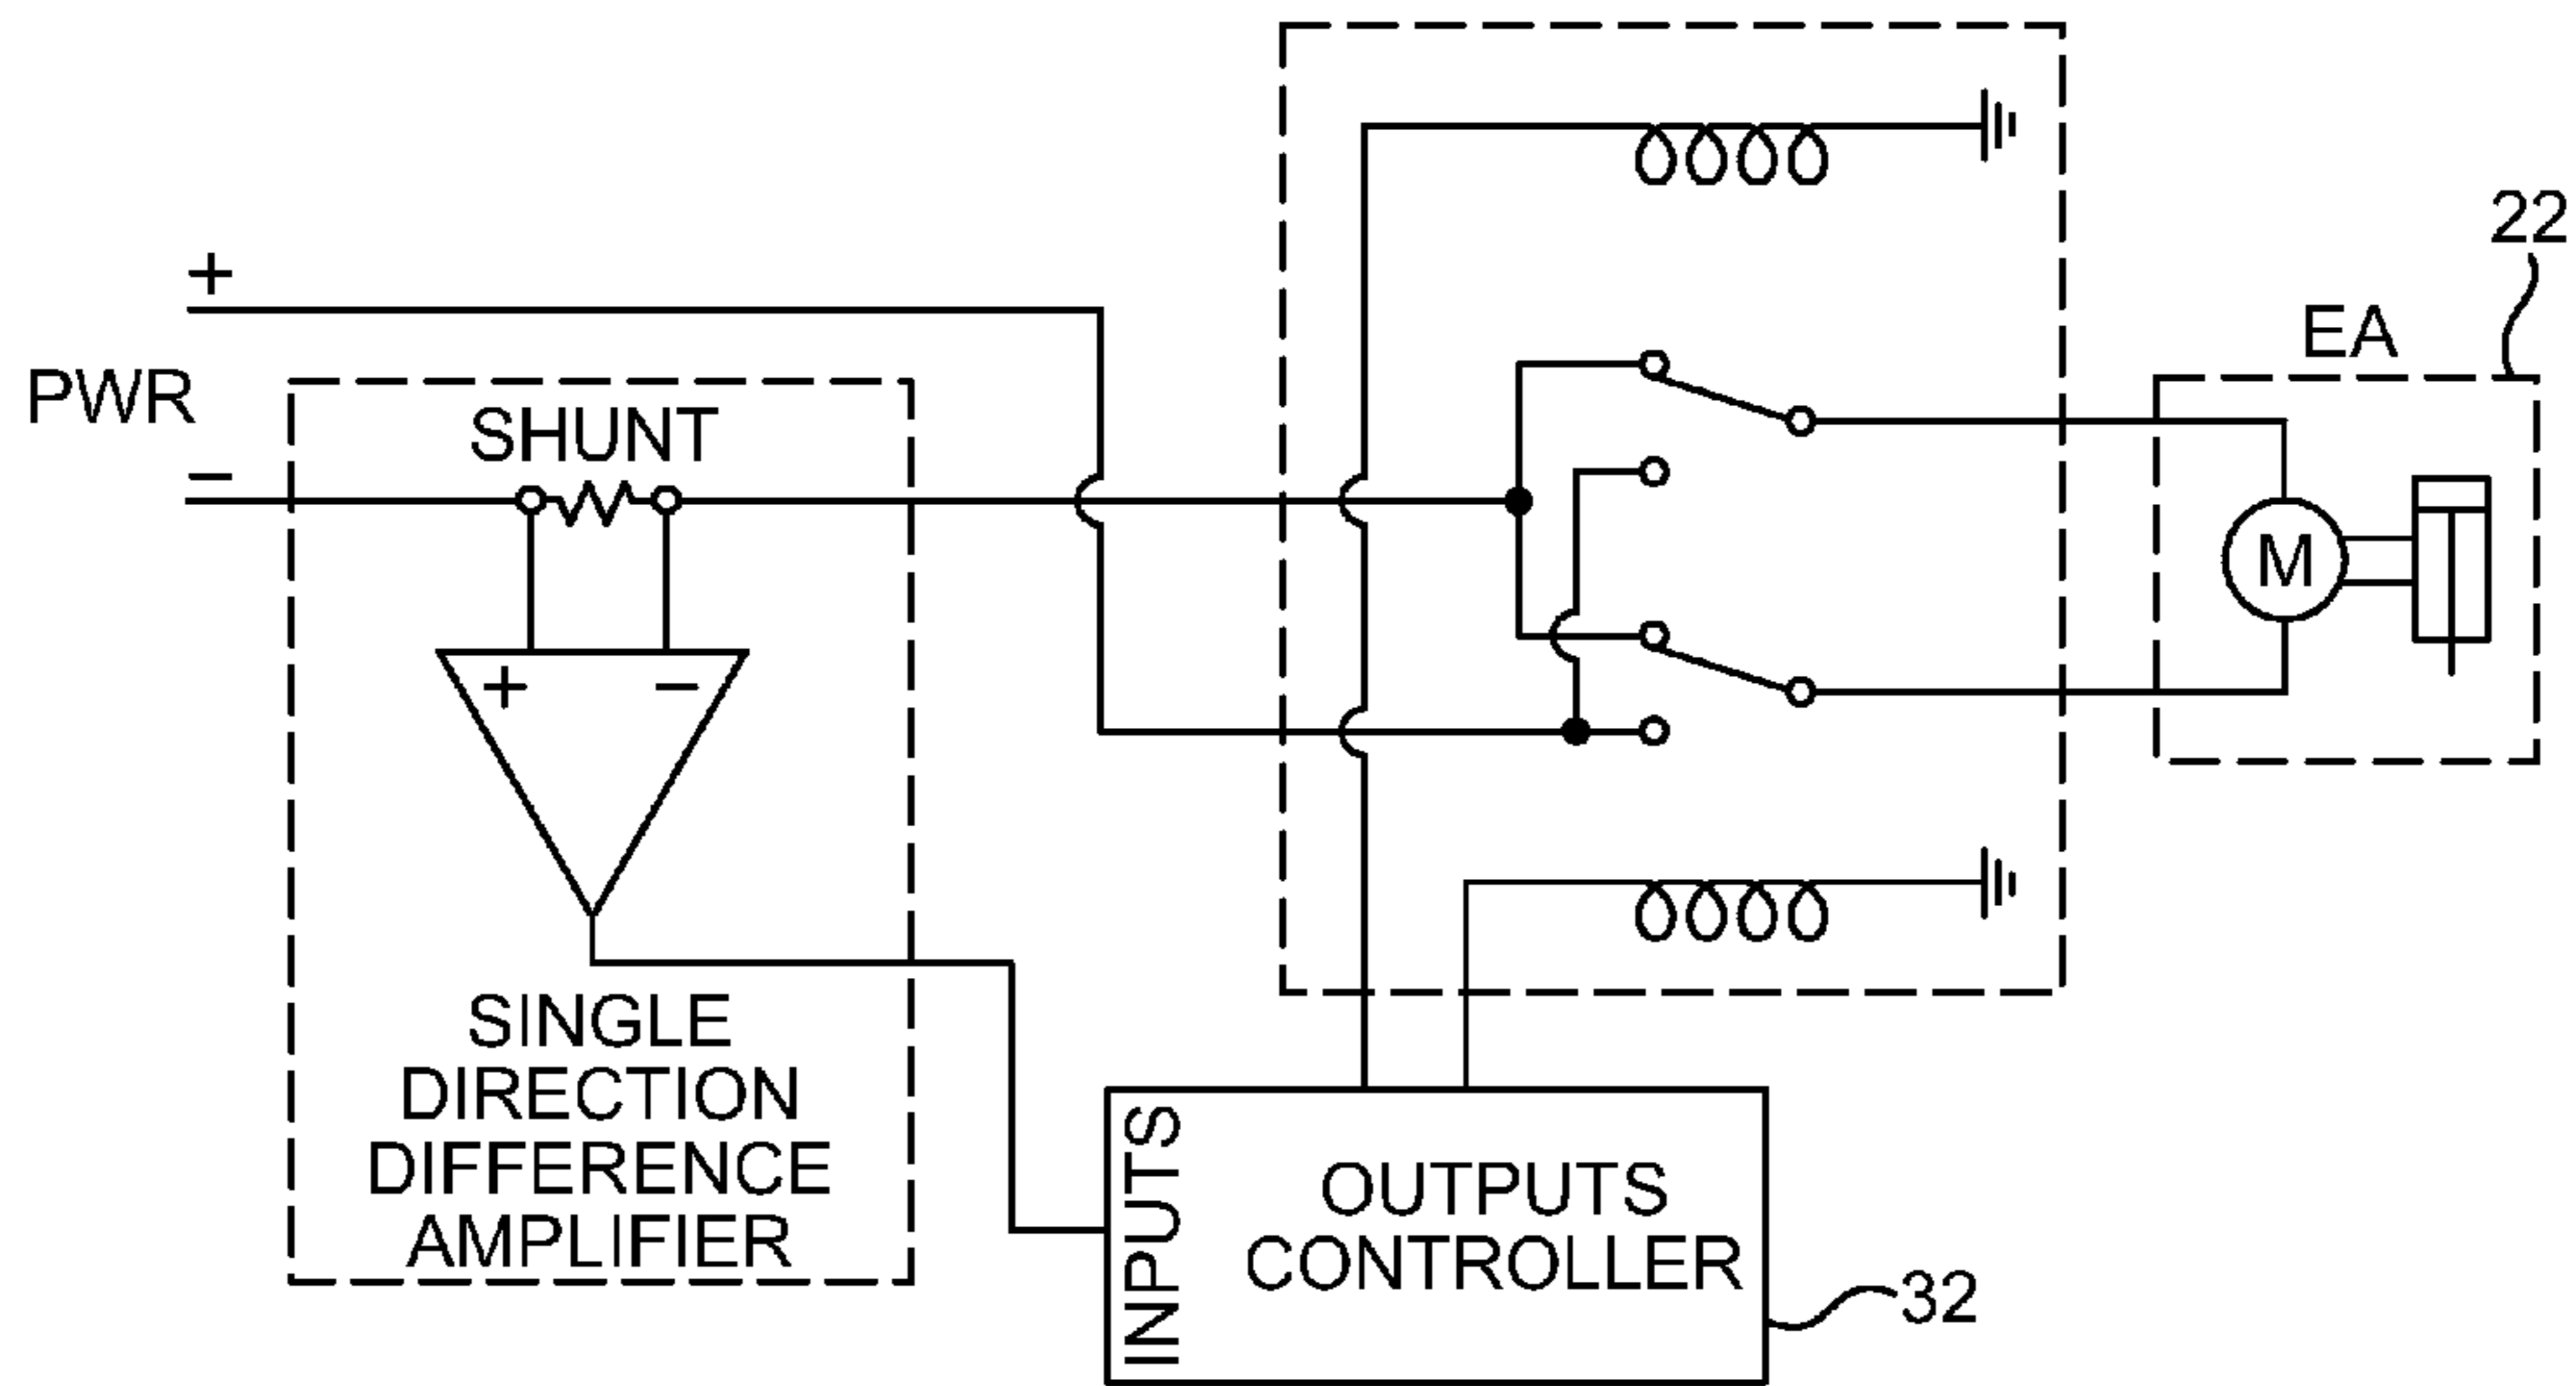 22
EA
+
PWR
−
SHUNT
M
+ −
SINGLE
DIRECTION
DIFFERENCE
AMPLIFIER
INPUTS
OUTPUTS
CONTROLLER
32